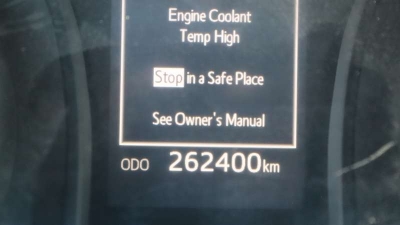 Engine Coolant
Temp High
Stop in a Safe Place
See Owner's Manual
ODO 262400km